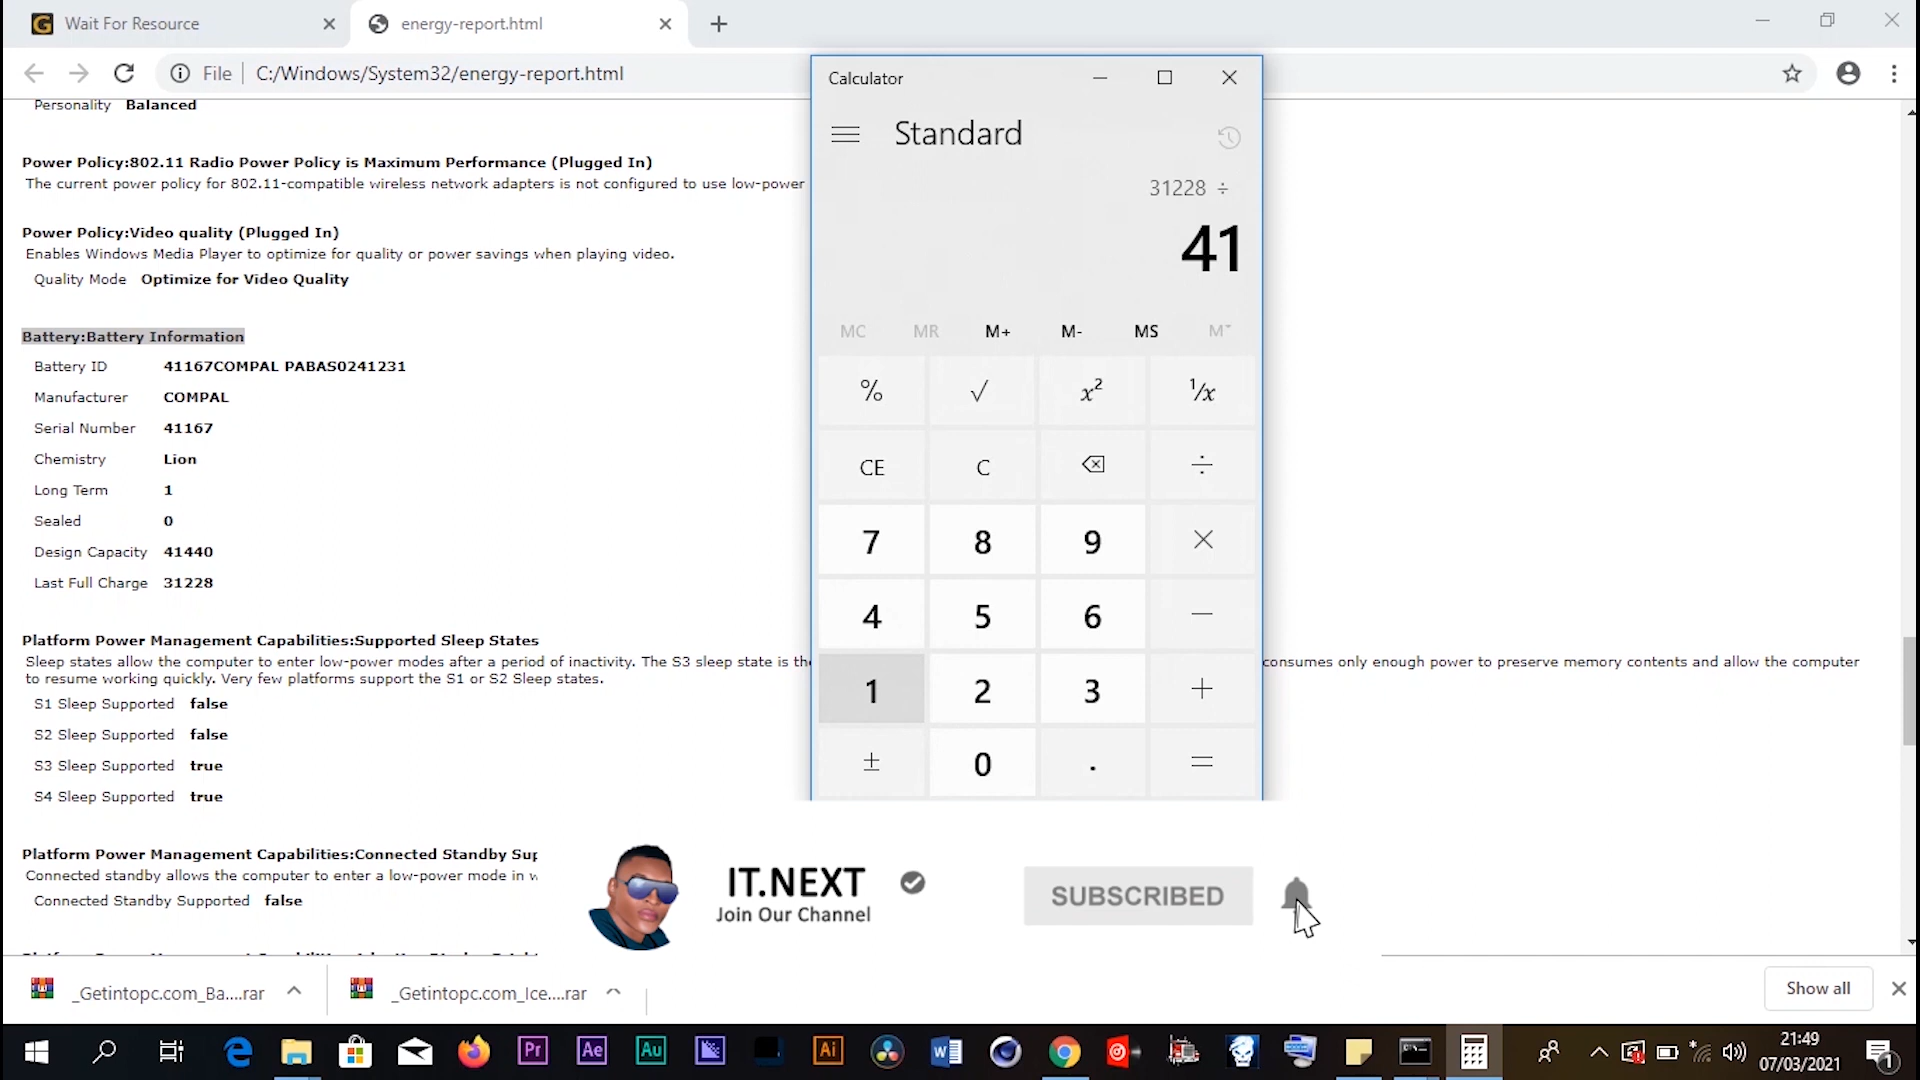 Wait For Resource
energy-report.html
File
C:/Windows/System32/energy-report.html
Personality Balanced
Power Policy:802.11 Radio Power Policy is Maximum Performance (Plugged In)
The current power policy for 802.11-compatible wireless network adapters is not configured to use low-power
Power Policy:Video quality (Plugged In)
Enables Windows Media Player to optimize for quality or power savings when playing video.
Quality Mode Optimize for Video Quality
Battery:Battery Information
Battery ID 41167COMPAL PABAS0241231
Manufacturer COMPAL
Serial Number 41167
Chemistry LIon
Long Term 1
Sealed 0
Design Capacity 41440
Last Full Charge 31228
Platform Power Management Capabilities:Supported Sleep States
Sleep states allow the computer to enter low-power modes after a period of inactivity. The S3 sleep state is the consumes only enough power to preserve memory contents and allow the computer
to resume working quickly. Very few platforms support the S1 or S2 Sleep states.
S1 Sleep Supported false
S2 Sleep Supported false
S3 Sleep Supported true
S4 Sleep Supported true
Platform Power Management Capabilities:Connected Standby Sup
Connected standby allows the computer to enter a low-power mode in w
Connected Standby Supported false
Calculator
Standard
31228 ÷
41
MC MR M+ M- MS M˅
% √ x² ¹/x
CE C ÷
7 8 9 ×
4 5 6 −
1 2 3 +
± 0 . =
IT.NEXT
Join Our Channel
SUBSCRIBED
_Getintopc.com_Ba....rar
_Getintopc.com_Ice....rar
Show all
Pr Ae Au Ai
21:49
07/03/2021
1